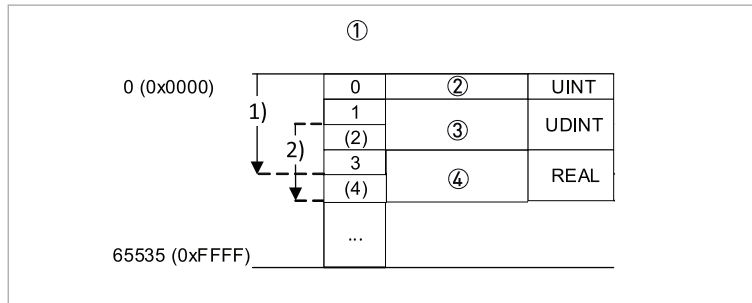 ①
0 (0x0000) 0 ② UINT
1) 1
③ UDINT
2) (2)
3
④ REAL
(4)
...
65535 (0xFFFF)